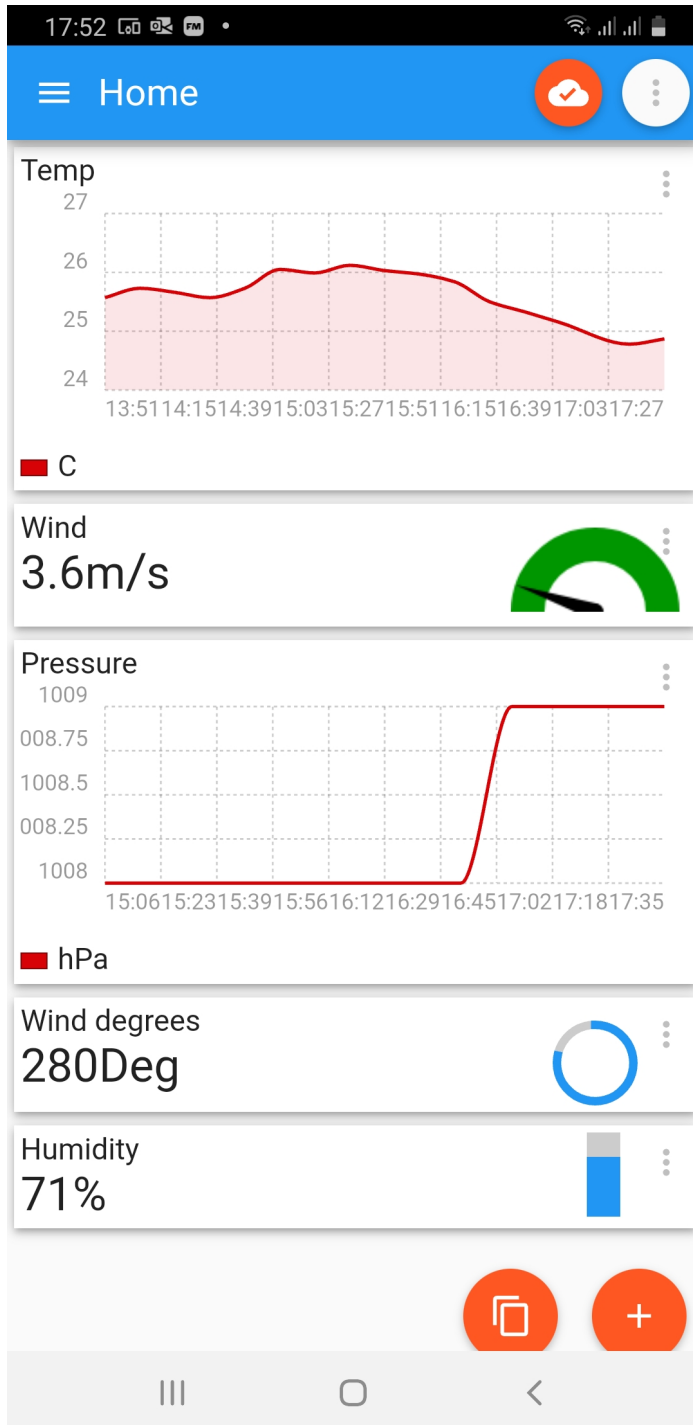 17:52 FM
Home
Temp
27
26
25
24
13:5114:1514:3915:0315:2715:5116:1516:3917:0317:27
C
Wind
3.6m/s
Pressure
1009
008.75
1008.5
008.25
1008
15:0615:2315:3915:5616:1216:2916:4517:0217:1817:35
hPa
Wind degrees
280Deg
Humidity
71%